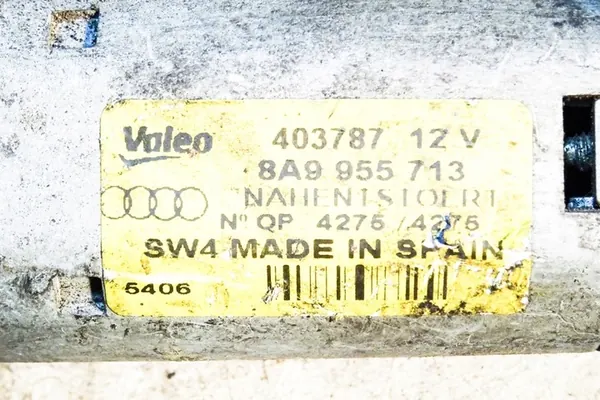 Valeo 403787 12 V
8A9 955 713
NAHENTSTOERT
Nº QP 4275 / 4275
SW4 MADE IN SPAIN
5406